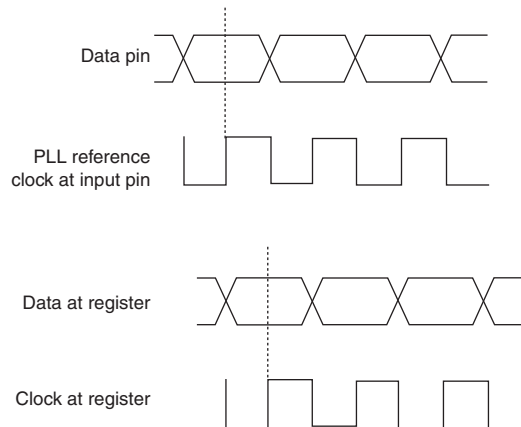 Data pin
PLL reference
clock at input pin
Data at register
Clock at register